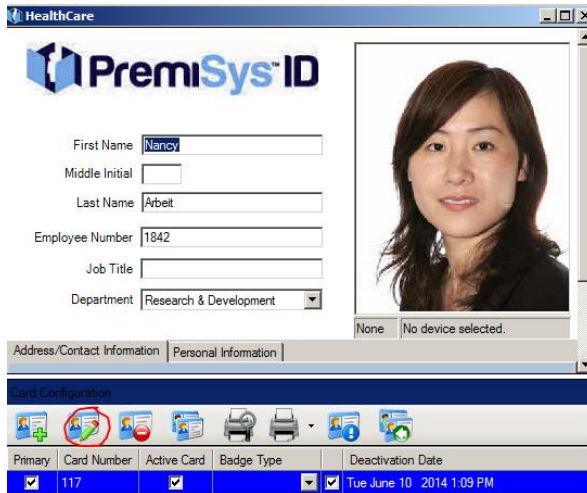 HealthCare
PremiSys™ID
First Name Nancy
Middle Initial
Last Name Arbeit
Employee Number 1842
Job Title
Department Research & Development
None No device selected.
Address/Contact Information Personal Information
Card Configuration
Primary Card Number Active Card Badge Type Deactivation Date
117 Tue June 10 2014 1:09 PM